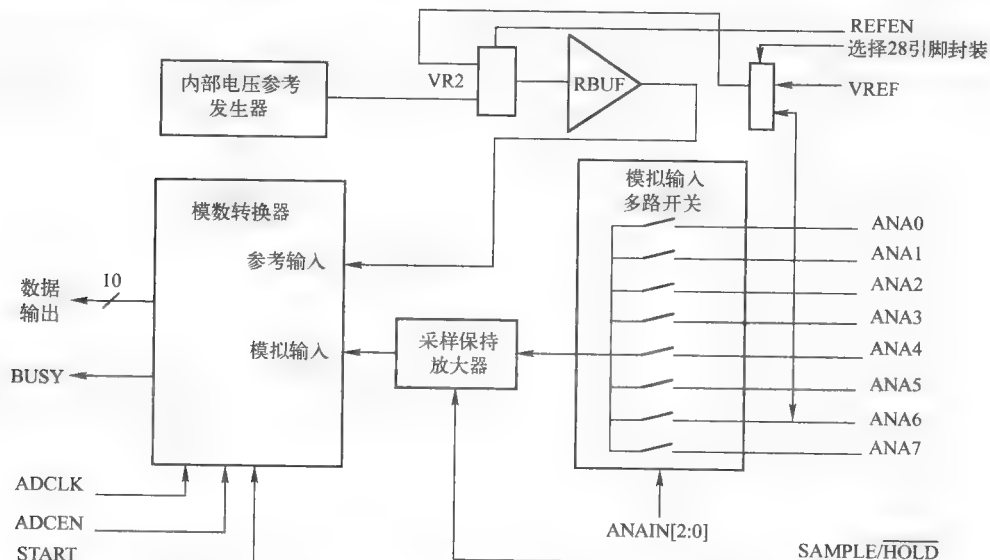 REFEN
选择28引脚封装
VREF
内部电压参考
发生器
VR2
RBUF
模拟输入
多路开关
模数转换器
参考输入
模拟输入
采样保持
放大器
10
数据
输出
BUSY
ANA0
ANA1
ANA2
ANA3
ANA4
ANA5
ANA6
ANA7
ADCLK
ADCEN
START
ANAIN[2:0]
SAMPLE/HOLD